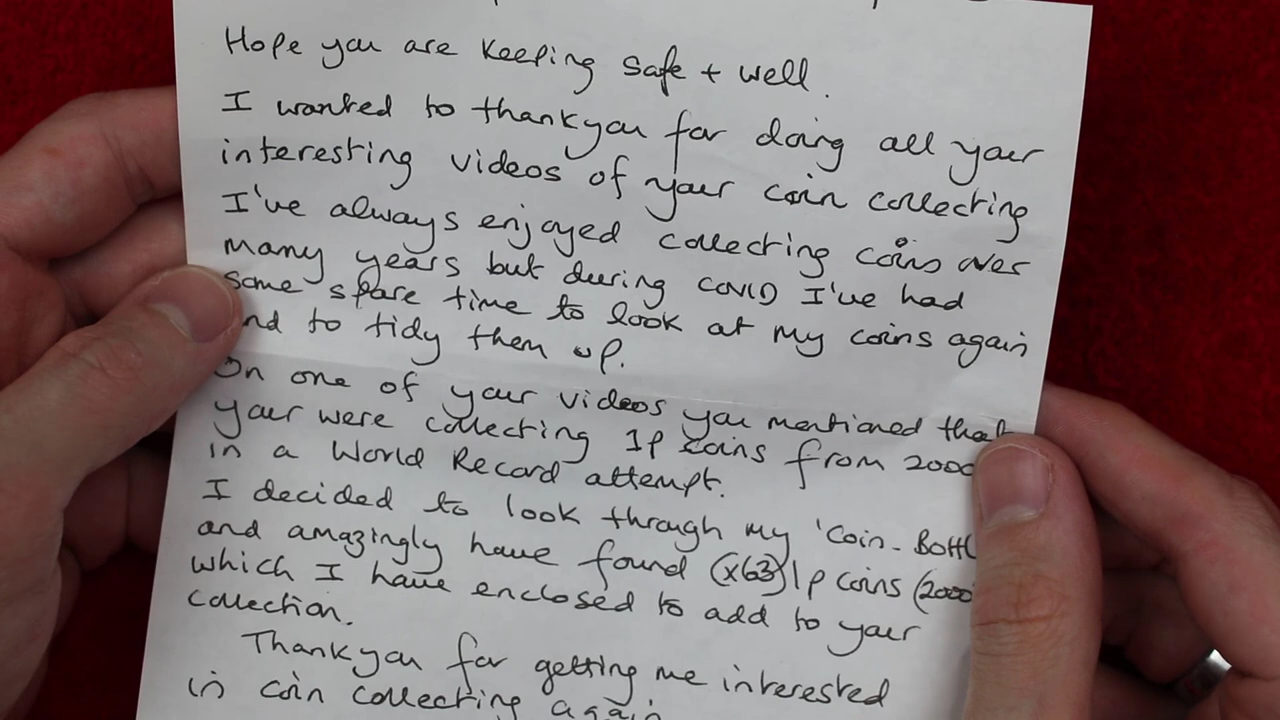 Hope you are keeping safe + well.
I wanted to thankyou for doing all your
interesting videos of your coin collecting
I've always enjoyed collecting coins over
many years but during COVID I've had
some spare time to look at my coins again
nd to tidy them up.
On one of your videos you mentioned that
your were collecting 1p coins from 2000
in a World Record attempt.
I decided to look through my 'Coin-Bottl
and amazingly have found (x63) 1p coins (2000
which I have enclosed to add to your
collection.
Thankyou for getting me interested
in coin collecting again